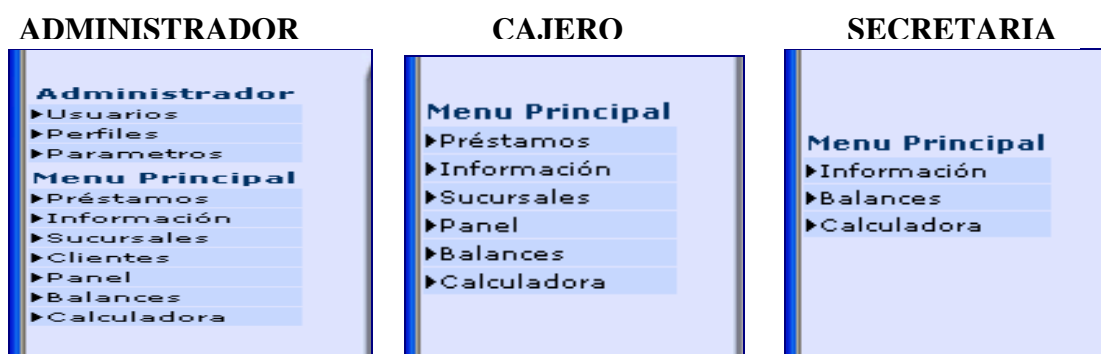 ADMINISTRADOR
Administrador
Usuarios
Perfiles
Parametros
Menu Principal
Préstamos
Información
Sucursales
Clientes
Panel
Balances
Calculadora
CAJERO
Menu Principal
Préstamos
Información
Sucursales
Panel
Balances
Calculadora
SECRETARIA
Menu Principal
Información
Balances
Calculadora